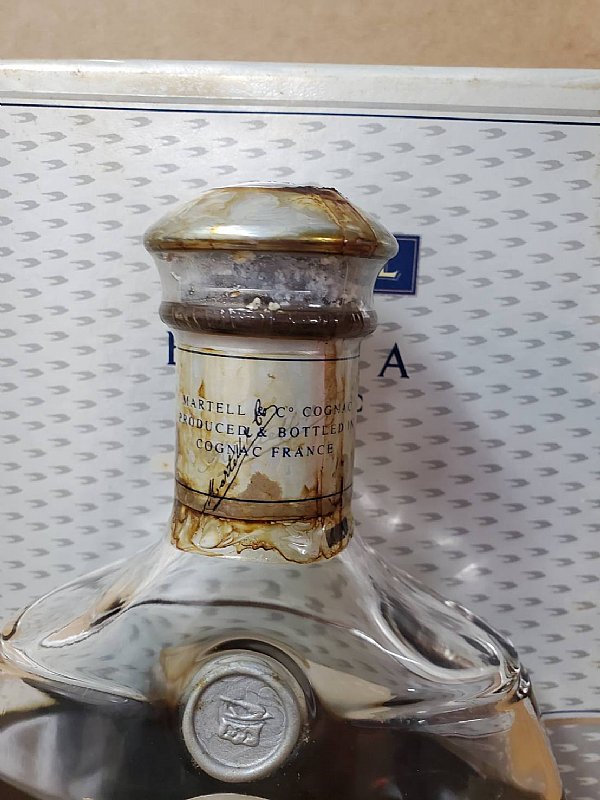 L
A
C
MARTELL & Cº COGNAC
PRODUCED & BOTTLED IN
COGNAC FRANCE